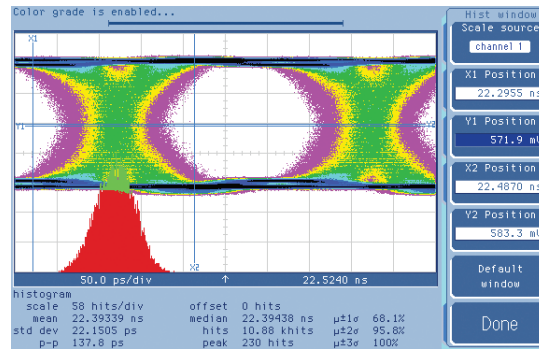 Color grade is enabled...
Hist window
Scale source
channel 1
X1 Position
22.2955 ns
Y1 Position
571.9 mV
X2 Position
22.4870 ns
Y2 Position
583.3 mV
Default
window
Done
X1
Y1
X2
50.0 ps/div
↑
22.5240 ns
histogram
scale 58 hits/div offset 0 hits
mean 22.39339 ns median 22.39438 ns μ±1σ 68.1%
std dev 22.1505 ps hits 10.88 khits μ±2σ 95.8%
p-p 137.8 ps peak 230 hits μ±3σ 100%